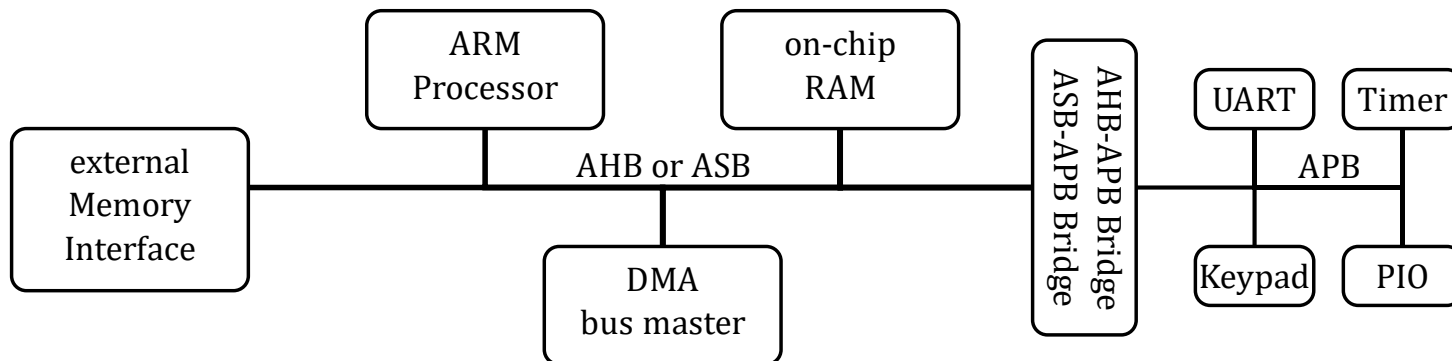 ARM
Processor
on-chip
RAM
external
Memory
Interface
AHB or ASB
DMA
bus master
AHB-APB Bridge
ASB-APB Bridge
UART
Timer
APB
Keypad
PIO